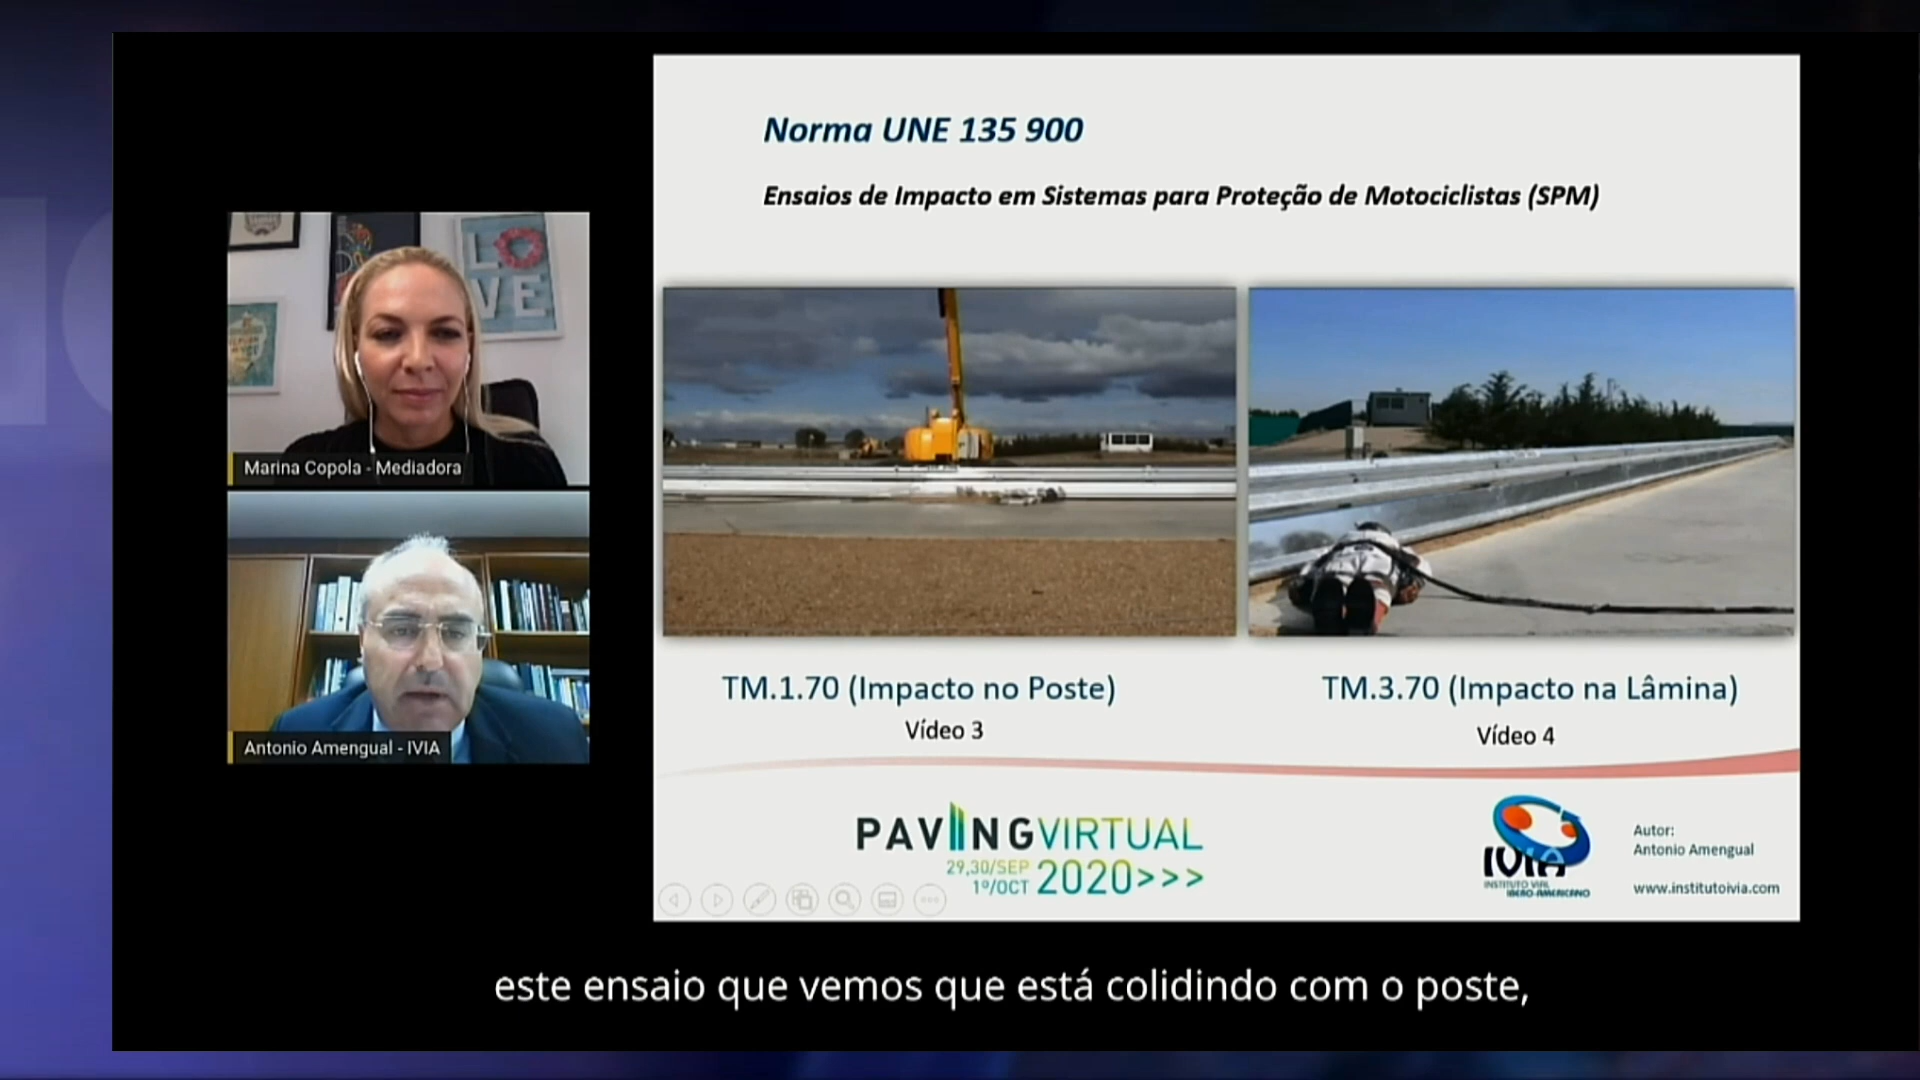 Norma UNE 135 900
Ensaios de Impacto em Sistemas para Proteção de Motociclistas (SPM)
LOVE
Marina Copola - Mediadora
Antonio Amengual - IVIA
TM.1.70 (Impacto no Poste)
Vídeo 3
TM.3.70 (Impacto na Lâmina)
Vídeo 4
PAVING VIRTUAL
29,30/SEP
1º/OCT
2020>>>
IVIA
INSTITUTO VIAL
IBERO-AMERICANO
Autor:
Antonio Amengual
www.institutoivia.com
este ensaio que vemos que está colidindo com o poste,